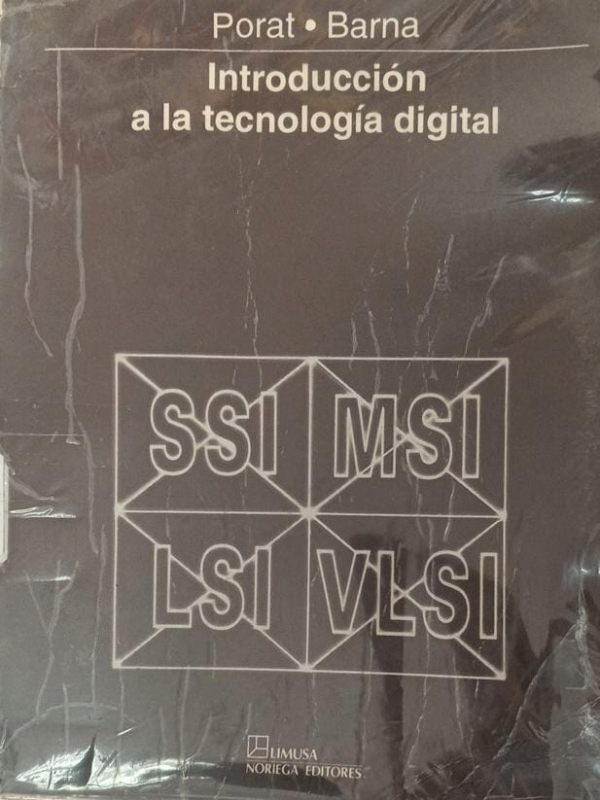 Porat • Barna
Introducción
a la tecnología digital
SSI MSI
LSI VLSI
LIMUSA
NORIEGA EDITORES